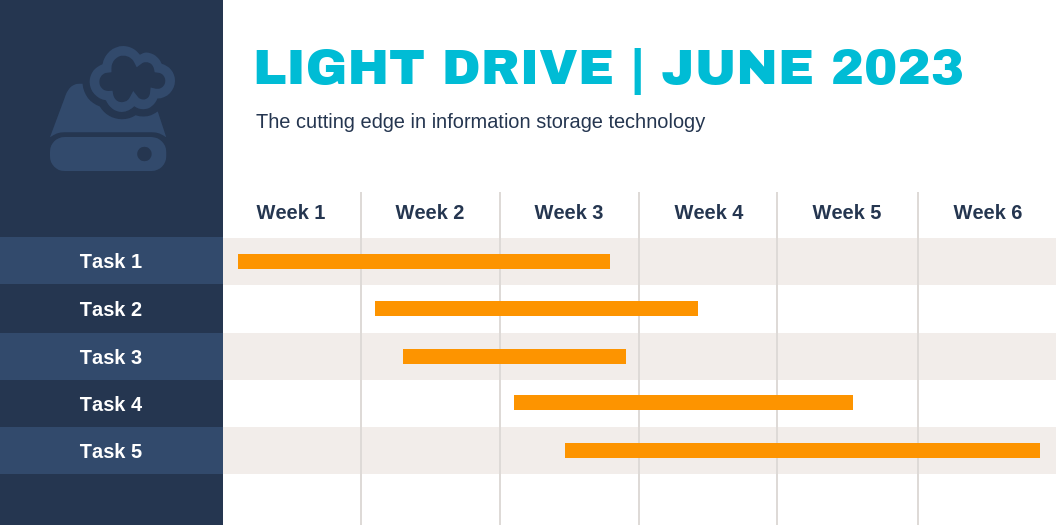 LIGHT DRIVE | JUNE 2023
The cutting edge in information storage technology
Week 1 Week 2 Week 3 Week 4 Week 5 Week 6
Task 1
Task 2
Task 3
Task 4
Task 5